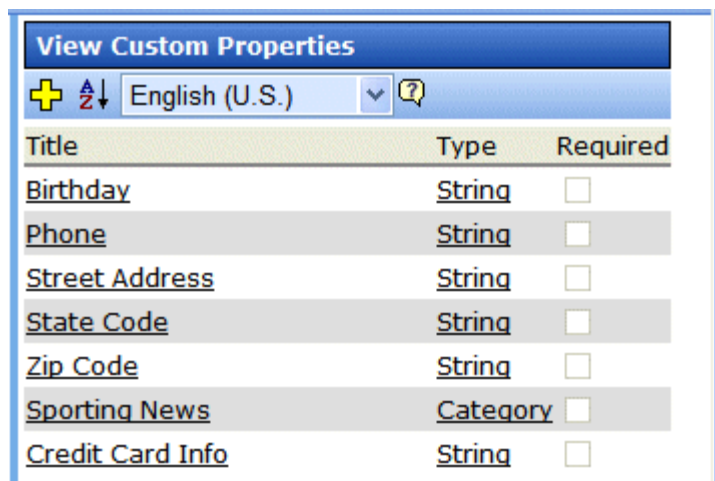 View Custom Properties
A Z English (U.S.) ?
Title Type Required
Birthday String
Phone String
Street Address String
State Code String
Zip Code String
Sporting News Category
Credit Card Info String